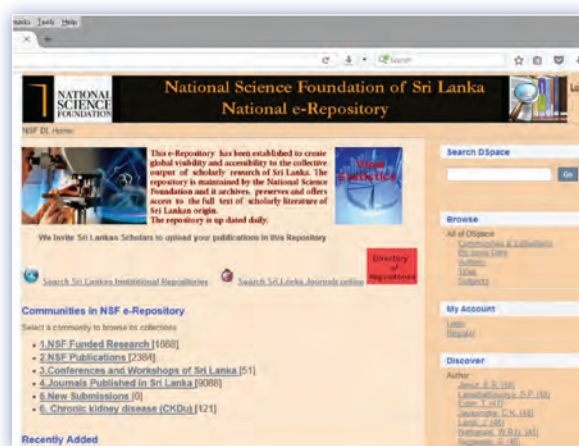 Tools Help
Search
NATIONAL
SCIENCE
FOUNDATION
National Science Foundation of Sri Lanka
National e-Repository
NSF DL Home
This e-Repository has been established to create
global visibility and accessibility to the collective
output of scholarly research of Sri Lanka. The
repository is maintained by the National Science
Foundation and it archives, preserves and offers
access to the full text of scholarly literature of
Sri Lankan origin.
The repository is up dated daily.
View
Statistics
We Invite Sri Lankan Scholars to upload your publications in this Repository
Search Sri Lankan Institutional Repositories
Search Sri Lanka Journals online
Directory
of
Repositories
Communities in NSF e-Repository
Select a community to browse its collections
1.NSF Funded Research [1668]
2.NSF Publications [2384]
3.Conferences and Workshops of Sri Lanka [51]
4.Journals Published in Sri Lanka [9088]
5.New Submissions [0]
6. Chronic kidney disease (CKDu) [121]
Recently Added
Search DSpace
Go
Browse
All of DSpace
Communities & Collections
By Issue Date
Authors
Titles
Subjects
My Account
Login
Register
Discover
Author